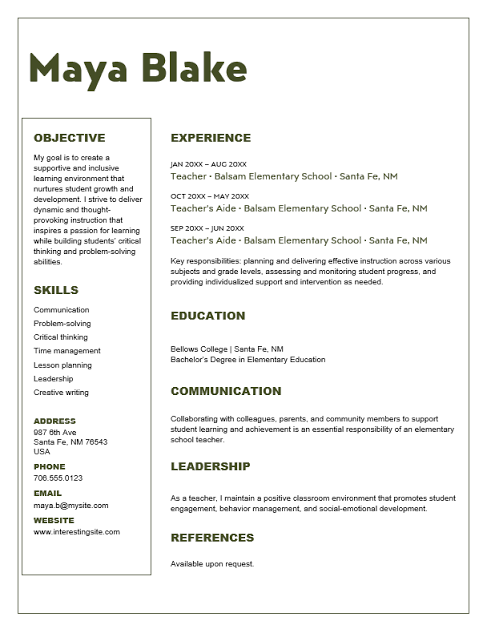 Maya Blake
OBJECTIVE
My goal is to create a
supportive and inclusive
learning environment that
nurtures student growth and
development. I strive to deliver
dynamic and thought-
provoking instruction that
inspires a passion for learning
while building students' critical
thinking and problem-solving
abilities.
SKILLS
Communication
Problem-solving
Critical thinking
Time management
Lesson planning
Leadership
Creative writing
ADDRESS
987 6th Ave
Santa Fe, NM 76543
USA
PHONE
706.555.0123
EMAIL
maya.b@mysite.com
WEBSITE
www.interestingsite.com
EXPERIENCE
JAN 20XX – AUG 20XX
Teacher • Balsam Elementary School • Santa Fe, NM
OCT 20XX – MAY 20XX
Teacher's Aide • Balsam Elementary School • Santa Fe, NM
SEP 20XX – JUN 20XX
Teacher's Aide • Balsam Elementary School • Santa Fe, NM
Key responsibilities: planning and delivering effective instruction across various
subjects and grade levels, assessing and monitoring student progress, and
providing individualized support and intervention as needed.
EDUCATION
Bellows College | Santa Fe, NM
Bachelor's Degree in Elementary Education
COMMUNICATION
Collaborating with colleagues, parents, and community members to support
student learning and achievement is an essential responsibility of an elementary
school teacher.
LEADERSHIP
As a teacher, I maintain a positive classroom environment that promotes student
engagement, behavior management, and social-emotional development.
REFERENCES
Available upon request.